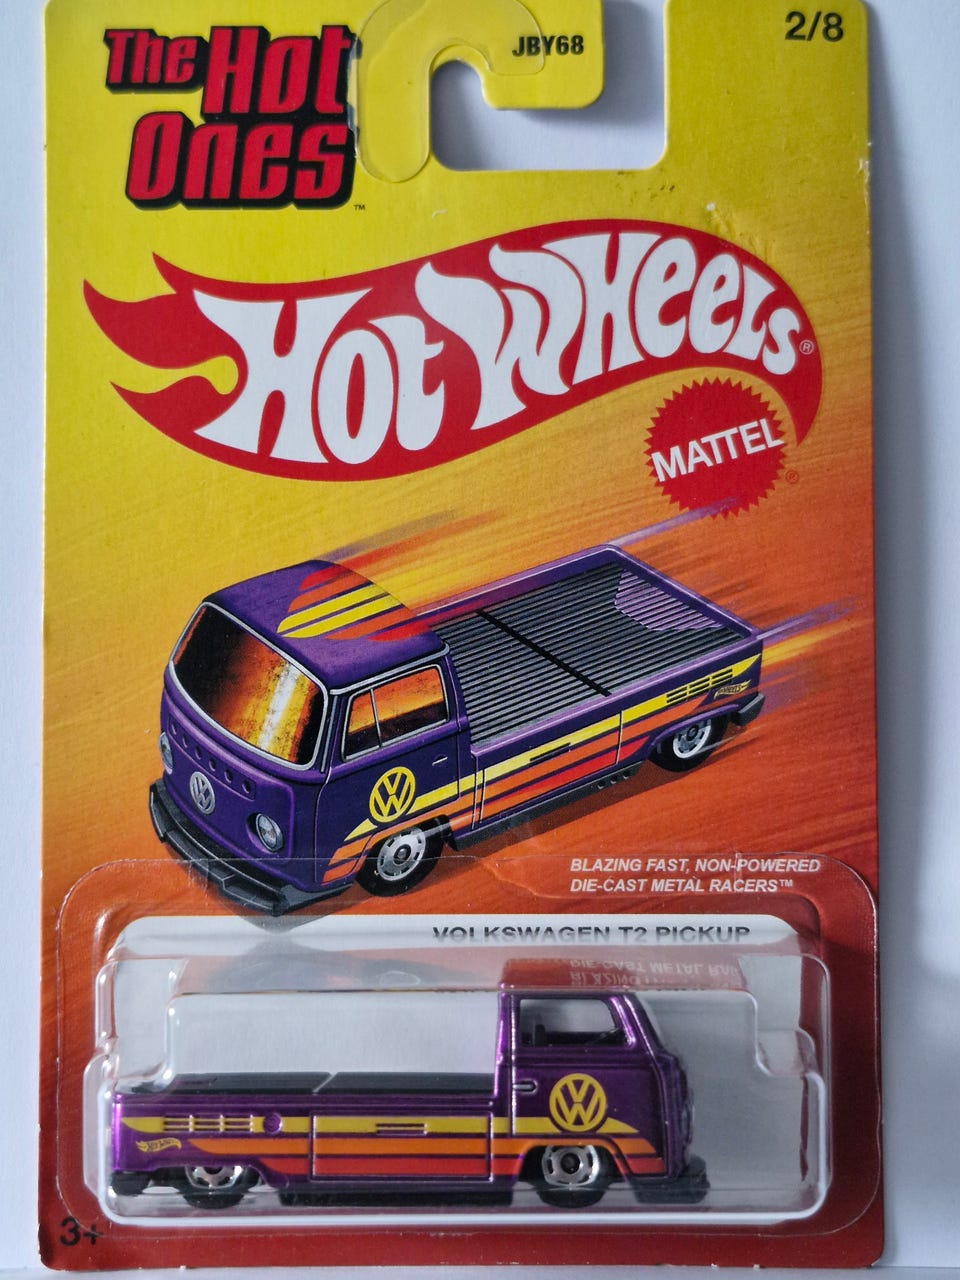 The Hot
Ones™
JBY68
2/8
Hot Wheels®
MATTEL®
BLAZING FAST, NON-POWERED
DIE-CAST METAL RACERS™
VOLKSWAGEN T2 PICKUP
3+